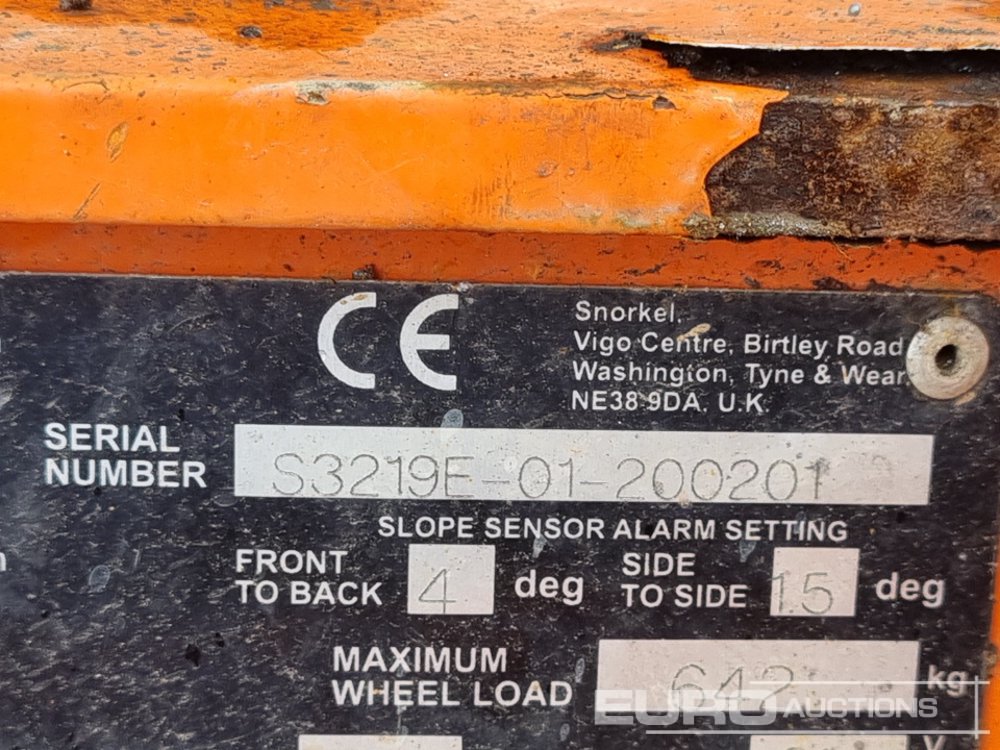 CE
Snorkel.
Vigo Centre, Birtley Road
Washington, Tyne & Wear,
NE38 9DA. U.K.
SERIAL
NUMBER
S3219E-01-200201
SLOPE SENSOR ALARM SETTING
FRONT
TO BACK
4 deg
SIDE
TO SIDE
1.5 deg
MAXIMUM
WHEEL LOAD
642 kg
EURO AUCTIONS
V